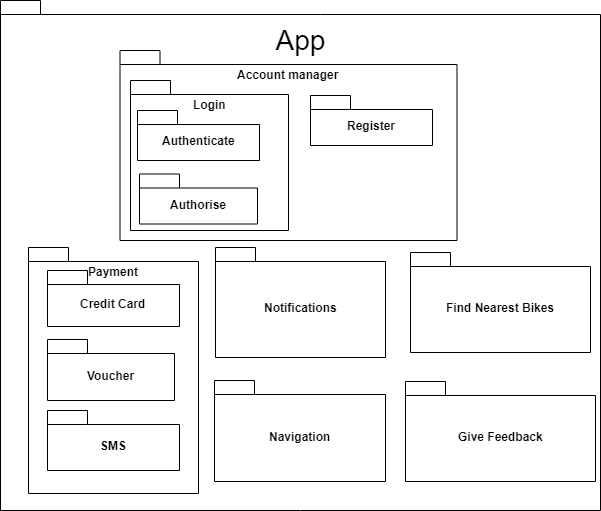 App
Account manager
Login
Authenticate
Authorise
Register
Payment
Credit Card
Voucher
SMS
Notifications
Find Nearest Bikes
Navigation
Give Feedback